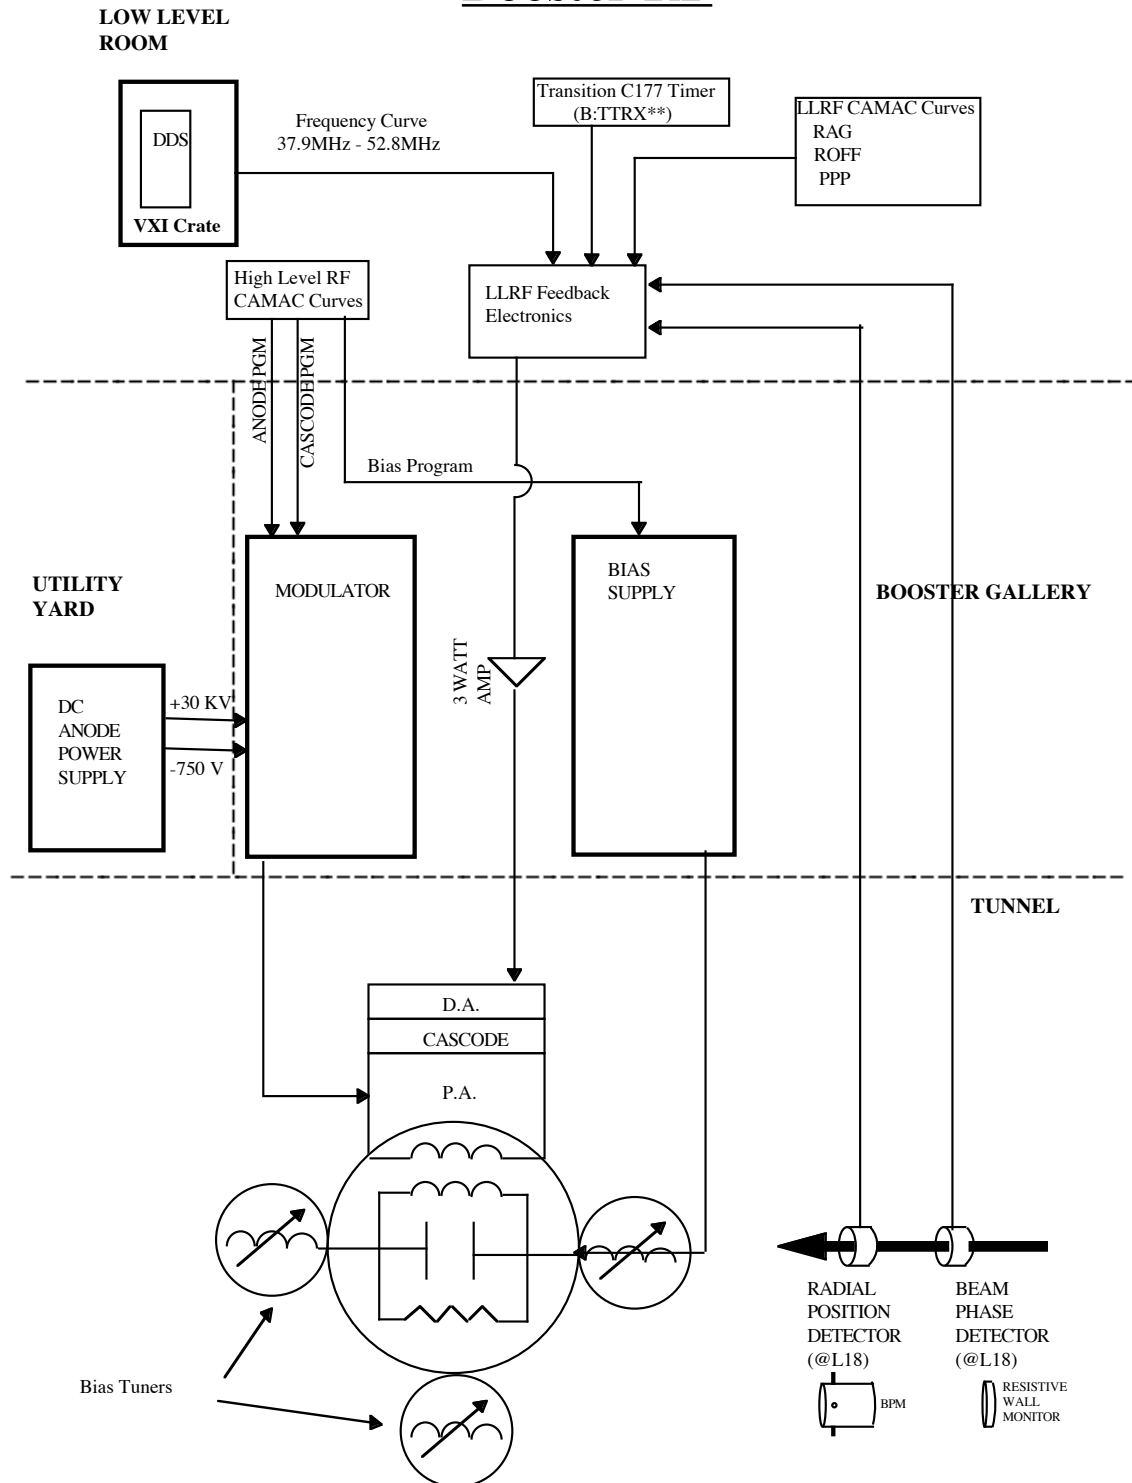 LOW LEVEL
ROOM
DDS
VXI Crate
Frequency Curve
37.9MHz - 52.8MHz
Transition C177 Timer
(B:TTRX**)
LLRF CAMAC Curves
RAG
ROFF
PPP
High Level RF
CAMAC Curves
LLRF Feedback
Electronics
ANODE PGM
CASCODE PGM
Bias Program
UTILITY
YARD
MODULATOR
BIAS
SUPPLY
BOOSTER GALLERY
3 WATT
AMP
DC
ANODE
POWER
SUPPLY
+30 KV
-750 V
TUNNEL
D.A.
CASCODE
P.A.
Bias Tuners
RADIAL
POSITION
DETECTOR
(@L18)
BPM
BEAM
PHASE
DETECTOR
(@L18)
RESISTIVE
WALL
MONITOR